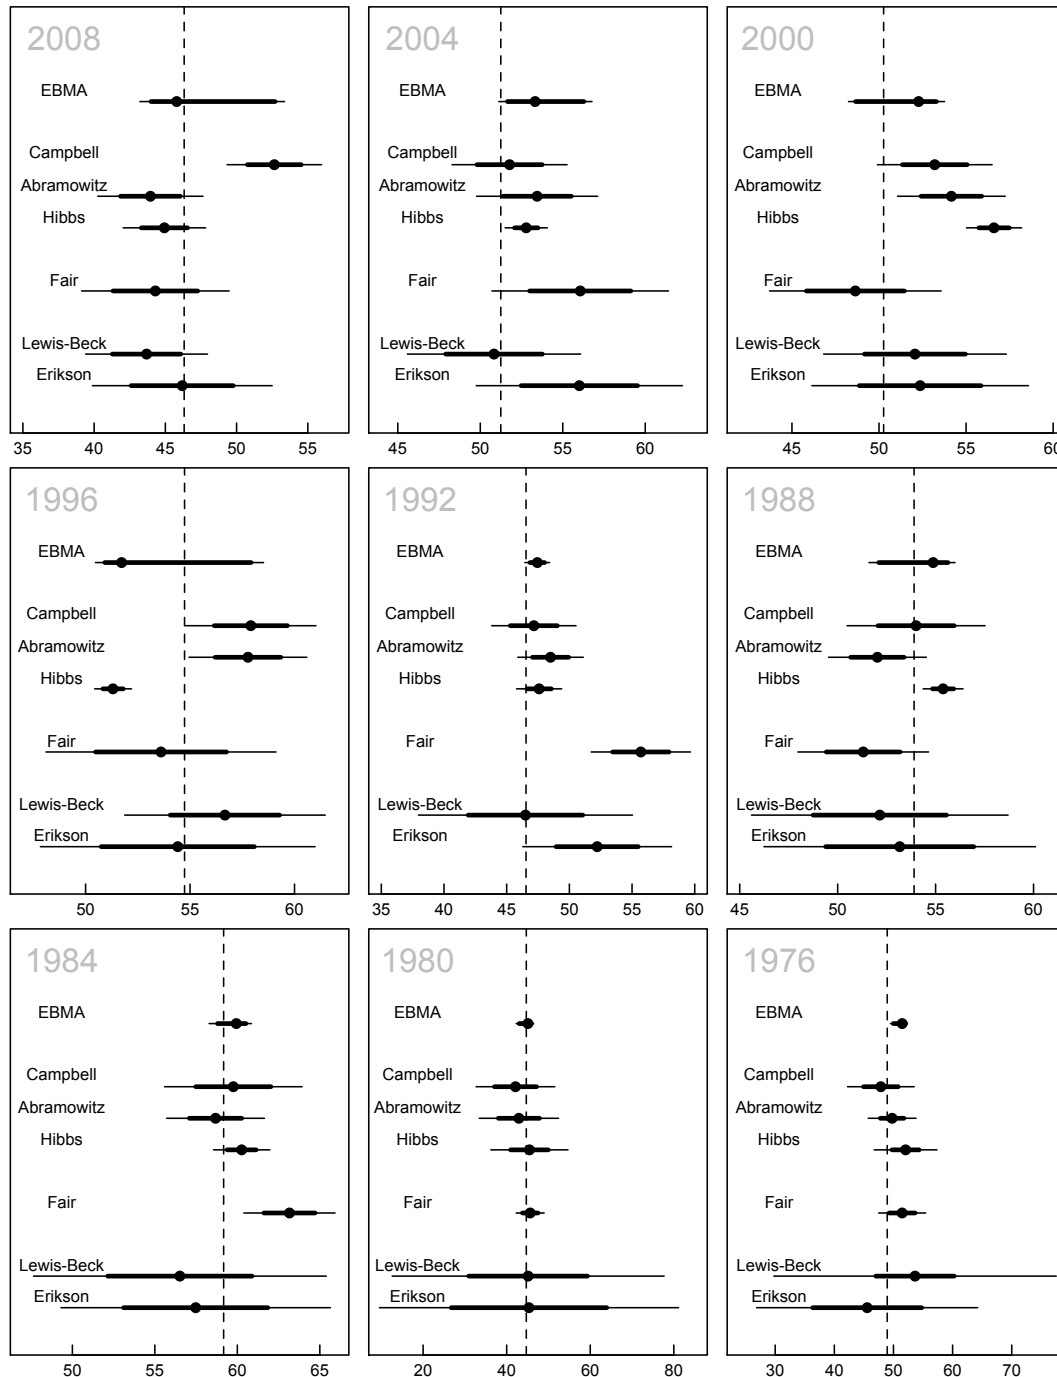 2008
EBMA
Campbell
Abramowitz
Hibbs
Fair
Lewis-Beck
Erikson
35 40 45 50 55
2004
EBMA
Campbell
Abramowitz
Hibbs
Fair
Lewis-Beck
Erikson
45 50 55 60
2000
EBMA
Campbell
Abramowitz
Hibbs
Fair
Lewis-Beck
Erikson
45 50 55 60
1996
EBMA
Campbell
Abramowitz
Hibbs
Fair
Lewis-Beck
Erikson
50 55 60
1992
EBMA
Campbell
Abramowitz
Hibbs
Fair
Lewis-Beck
Erikson
35 40 45 50 55 60
1988
EBMA
Campbell
Abramowitz
Hibbs
Fair
Lewis-Beck
Erikson
45 50 55 60
1984
EBMA
Campbell
Abramowitz
Hibbs
Fair
Lewis-Beck
Erikson
50 55 60 65
1980
EBMA
Campbell
Abramowitz
Hibbs
Fair
Lewis-Beck
Erikson
20 40 60 80
1976
EBMA
Campbell
Abramowitz
Hibbs
Fair
Lewis-Beck
Erikson
30 40 50 60 70